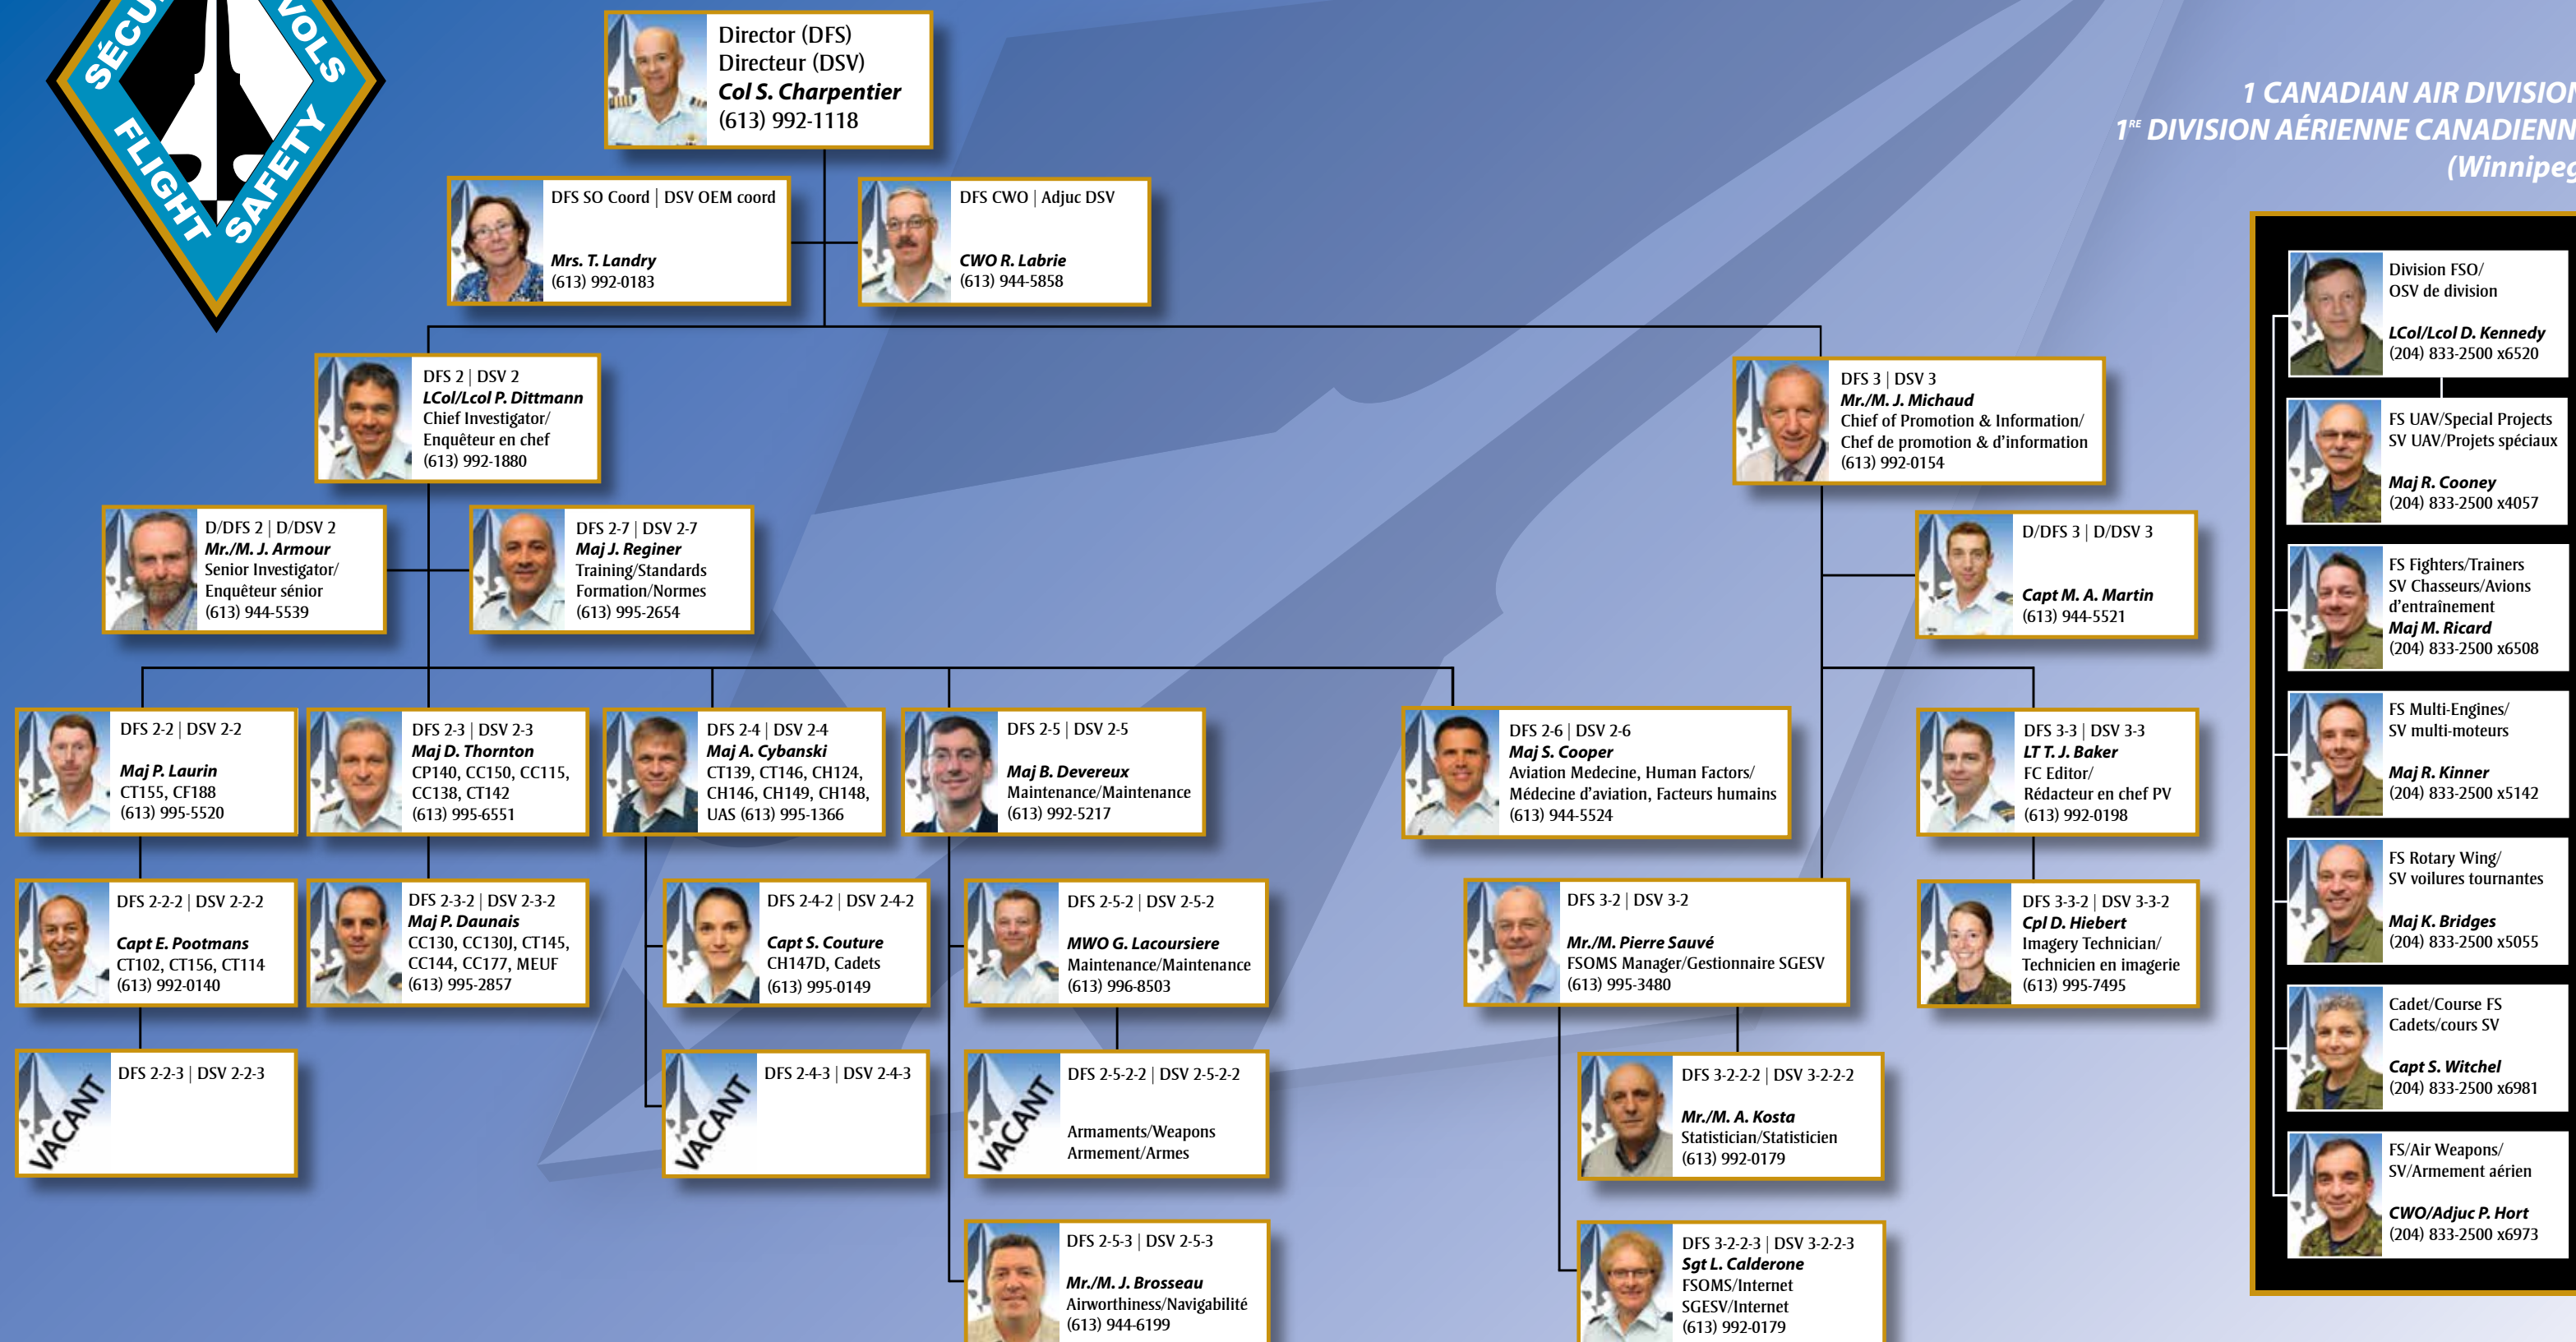 VOLS
FLIGHT
SAFETY
Director (DFS)
Directeur (DSV)
Col S. Charpentier
(613) 992-1118
1 CANADIAN AIR DIVISION
1RE DIVISION AÉRIENNE CANADIENN
(Winnipeg
DFS SO Coord | DSV OEM coord
Mrs. T. Landry
(613) 992-0183
DFS CWO | Adjuc DSV
CWO R. Labrie
(613) 944-5858
DFS 2 | DSV 2
LCol/Lcol P. Dittmann
Chief Investigator/
Enquêteur en chef
(613) 992-1880
DFS 3 | DSV 3
Mr./M. J. Michaud
Chief of Promotion & Information/
Chef de promotion & d'information
(613) 992-0154
D/DFS 2 | D/DSV 2
Mr./M. J. Armour
Senior Investigator/
Enquêteur sénior
(613) 944-5539
DFS 2-7 | DSV 2-7
Maj J. Reginer
Training/Standards
Formation/Normes
(613) 995-2654
D/DFS 3 | D/DSV 3
Capt M. A. Martin
(613) 944-5521
DFS 2-2 | DSV 2-2
Maj P. Laurin
CT155, CF188
(613) 995-5520
DFS 2-3 | DSV 2-3
Maj D. Thornton
CP140, CC150, CC115,
CC138, CT142
(613) 995-6551
DFS 2-4 | DSV 2-4
Maj A. Cybanski
CT139, CT146, CH124,
CH146, CH149, CH148,
UAS (613) 995-1366
DFS 2-5 | DSV 2-5
Maj B. Devereux
Maintenance/Maintenance
(613) 992-5217
DFS 2-6 | DSV 2-6
Maj S. Cooper
Aviation Medecine, Human Factors/
Médecine d'aviation, Facteurs humains
(613) 944-5524
DFS 3-3 | DSV 3-3
LT T. J. Baker
FC Editor/
Rédacteur en chef PV
(613) 992-0198
DFS 2-2-2 | DSV 2-2-2
Capt E. Pootmans
CT102, CT156, CT114
(613) 992-0140
DFS 2-3-2 | DSV 2-3-2
Maj P. Daunais
CC130, CC130J, CT145,
CC144, CC177, MEUF
(613) 995-2857
DFS 2-4-2 | DSV 2-4-2
Capt S. Couture
CH147D, Cadets
(613) 995-0149
DFS 2-5-2 | DSV 2-5-2
MWO G. Lacoursiere
Maintenance/Maintenance
(613) 996-8503
DFS 3-2 | DSV 3-2
Mr./M. Pierre Sauvé
FSOMS Manager/Gestionnaire SGESV
(613) 995-3480
DFS 3-3-2 | DSV 3-3-2
Cpl D. Hiebert
Imagery Technician/
Technicien en imagerie
(613) 995-7495
VACANT
DFS 2-2-3 | DSV 2-2-3
VACANT
DFS 2-4-3 | DSV 2-4-3
VACANT
DFS 2-5-2-2 | DSV 2-5-2-2
Armaments/Weapons
Armement/Armes
DFS 3-2-2-2 | DSV 3-2-2-2
Mr./M. A. Kosta
Statistician/Statisticien
(613) 992-0179
DFS 2-5-3 | DSV 2-5-3
Mr./M. J. Brosseau
Airworthiness/Navigabilité
(613) 944-6199
DFS 3-2-2-3 | DSV 3-2-2-3
Sgt L. Calderone
FSOMS/Internet
SGESV/Internet
(613) 992-0179
Division FSO/
OSV de division
LCol/Lcol D. Kennedy
(204) 833-2500 x6520
FS UAV/Special Projects
SV UAV/Projets spéciaux
Maj R. Cooney
(204) 833-2500 x4057
FS Fighters/Trainers
SV Chasseurs/Avions
d'entraînement
Maj M. Ricard
(204) 833-2500 x6508
FS Multi-Engines/
SV multi-moteurs
Maj R. Kinner
(204) 833-2500 x5142
FS Rotary Wing/
SV voilures tournantes
Maj K. Bridges
(204) 833-2500 x5055
Cadet/Course FS
Cadets/cours SV
Capt S. Witchel
(204) 833-2500 x6981
FS/Air Weapons/
SV/Armement aérien
CWO/Adjuc P. Hort
(204) 833-2500 x6973